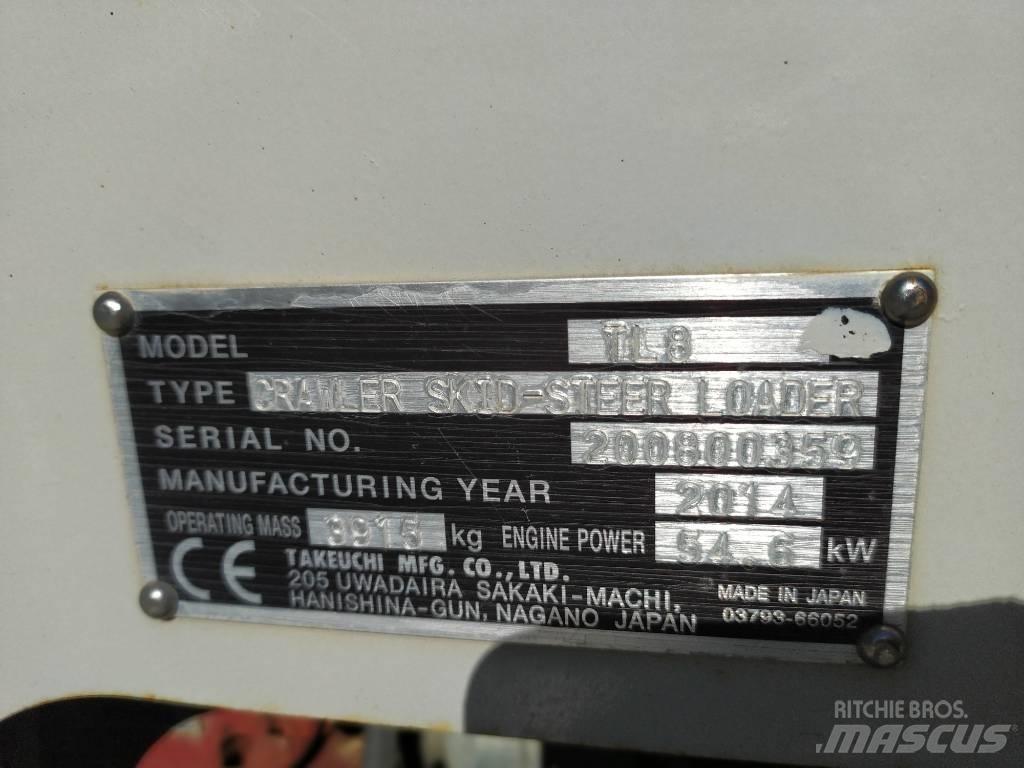 MODEL TL8
TYPE CRAWLER SKID-STEER LOADER
SERIAL NO. 200800359
MANUFACTURING YEAR 2014
OPERATING MASS 3915 kg ENGINE POWER 54.6 kW
CE TAKEUCHI MFG. CO.,LTD.
205 UWADAIRA SAKAKI-MACHI, MADE IN JAPAN
HANISHINA-GUN, NAGANO JAPAN 03793-66052
RITCHIE BROS.
MASCUS